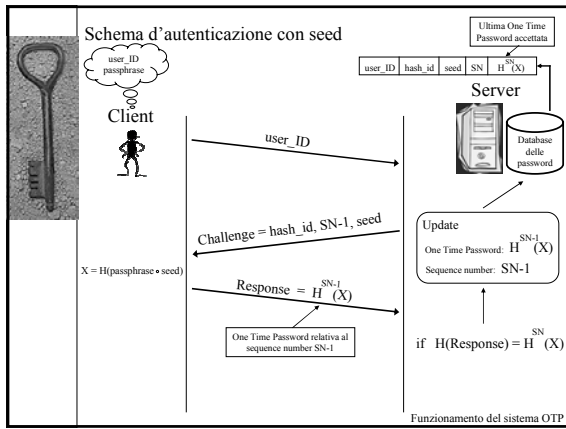 Schema d'autenticazione con seed
Ultima One Time
Password accettata
user_ID
passphrase
user_ID hash_id seed SN H^SN(X)
Client
Server
user_ID
Database
delle
password
Challenge = hash_id, SN-1, seed
Update
One Time Password: H^SN-1(X)
Sequence number: SN-1
X = H(passphrase ∘ seed)
Response = H^SN-1(X)
One Time Password relativa al
sequence number SN-1
if H(Response) = H^SN(X)
Funzionamento del sistema OTP